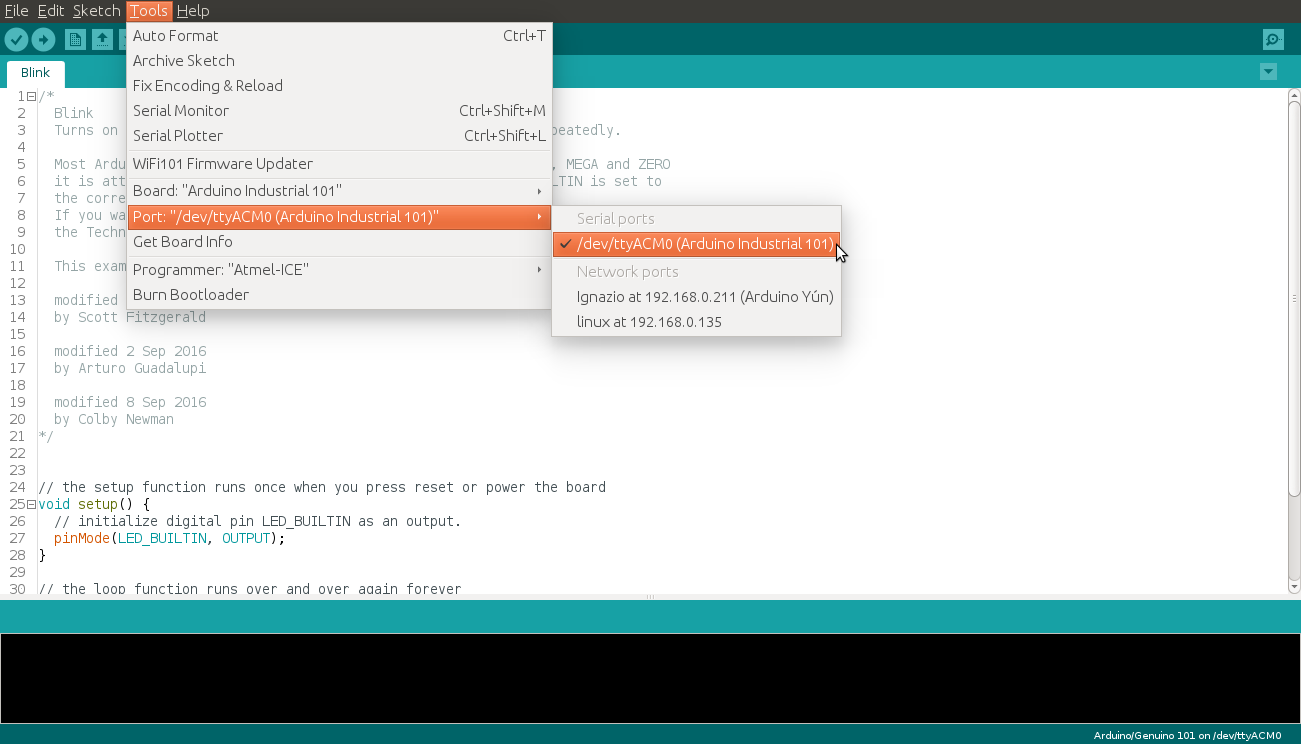 File Edit Sketch Tools Help
Auto Format Ctrl+T
Archive Sketch
Fix Encoding & Reload
Serial Monitor Ctrl+Shift+M
Serial Plotter Ctrl+Shift+L
WiFi101 Firmware Updater
Board: "Arduino Industrial 101"
Port: "/dev/ttyACM0 (Arduino Industrial 101)"
Get Board Info
Programmer: "Atmel-ICE"
Burn Bootloader
Serial ports
/dev/ttyACM0 (Arduino Industrial 101)
Network ports
Ignazio at 192.168.0.211 (Arduino Yún)
linux at 192.168.0.135
Blink
1 /*
2 Blink
3 Turns on peatedly.
4
5 Most Ardu , MEGA and ZERO
6 it is att LTIN is set to
7 the corre
8 If you wa
9 the Techn
10
11 This exam
12
13 modified
14 by Scott Fitzgerald
15
16 modified 2 Sep 2016
17 by Arturo Guadalupi
18
19 modified 8 Sep 2016
20 by Colby Newman
21 */
22
23
24 // the setup function runs once when you press reset or power the board
25 void setup() {
26 // initialize digital pin LED_BUILTIN as an output.
27 pinMode(LED_BUILTIN, OUTPUT);
28 }
29
30 // the loop function runs over and over again forever
Arduino/Genuino 101 on /dev/ttyACM0